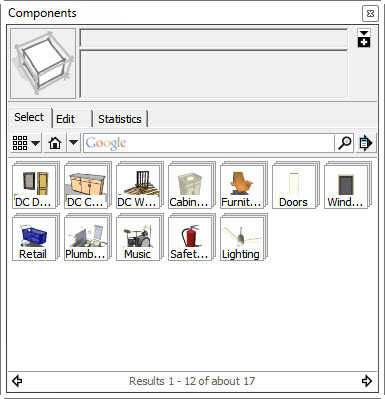 Components
Select Edit Statistics
Google
DC D... DC C... DC W... Cabin... Furnit... Doors Wind...
Retail Plumb... Music Safet... Lighting
Results 1 - 12 of about 17